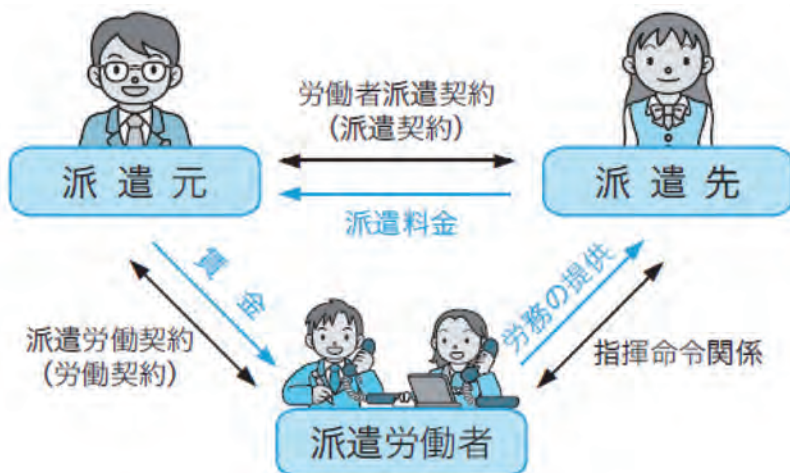 労働者派遣契約
(派遣契約)
派遣元
派遣先
派遣料金
賃金
労務の提供
派遣労働契約
(労働契約)
指揮命令関係
派遣労働者